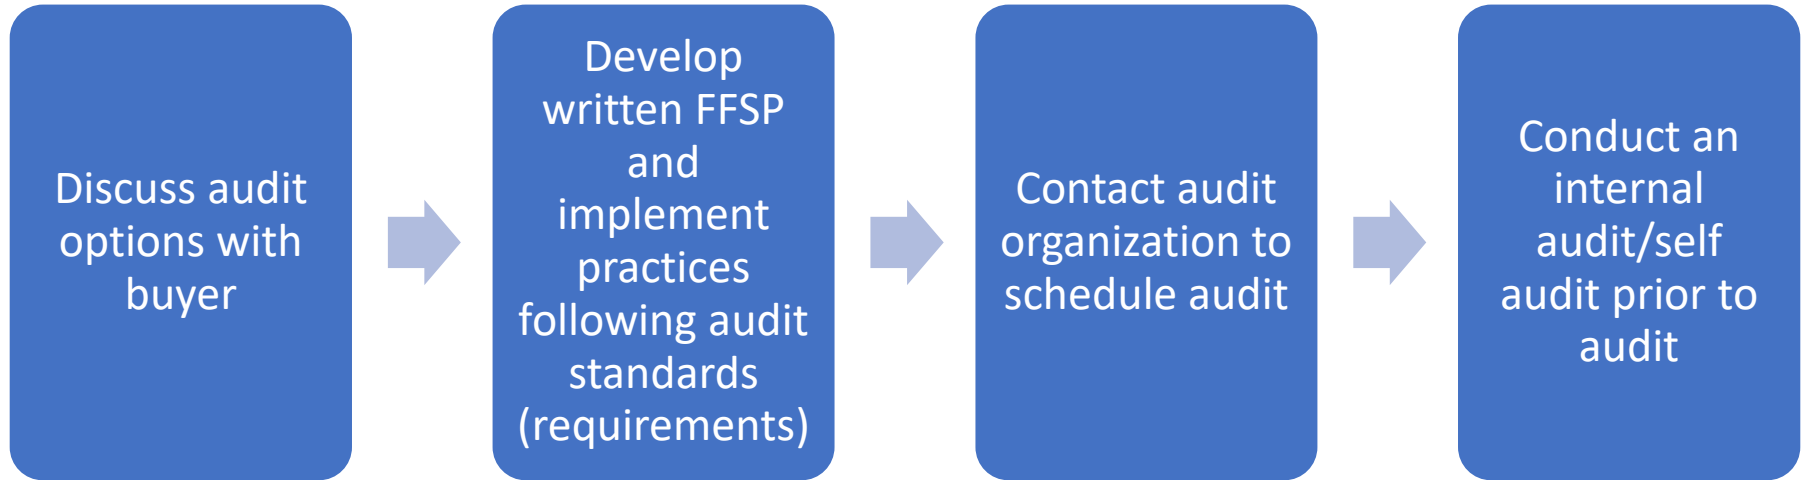 Discuss audit
options with
buyer
Develop
written FFSP
and
implement
practices
following audit
standards
(requirements)
Contact audit
organization to
schedule audit
Conduct an
internal
audit/self
audit prior to
audit